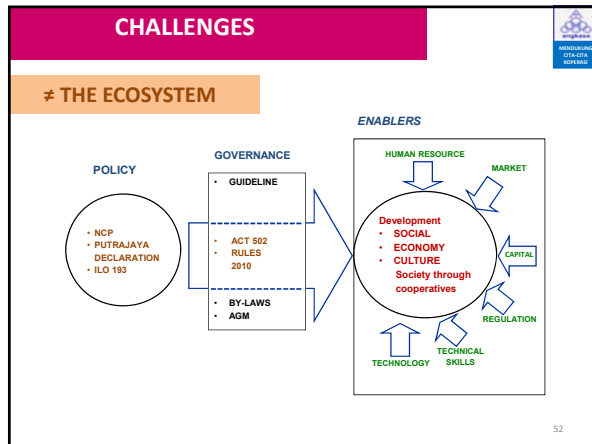 CHALLENGES
angkasa
MENDUKUNG
CITA-CITA
KOPERASI
≠ THE ECOSYSTEM
ENABLERS
POLICY
GOVERNANCE
HUMAN RESOURCE
MARKET
• GUIDELINE
• NCP
• PUTRAJAYA
DECLARATION
• ILO 193
• ACT 502
• RULES
2010
• BY-LAWS
• AGM
Development
• SOCIAL
• ECONOMY
• CULTURE
Society through
cooperatives
CAPITAL
REGULATION
TECHNICAL
SKILLS
TECHNOLOGY
52